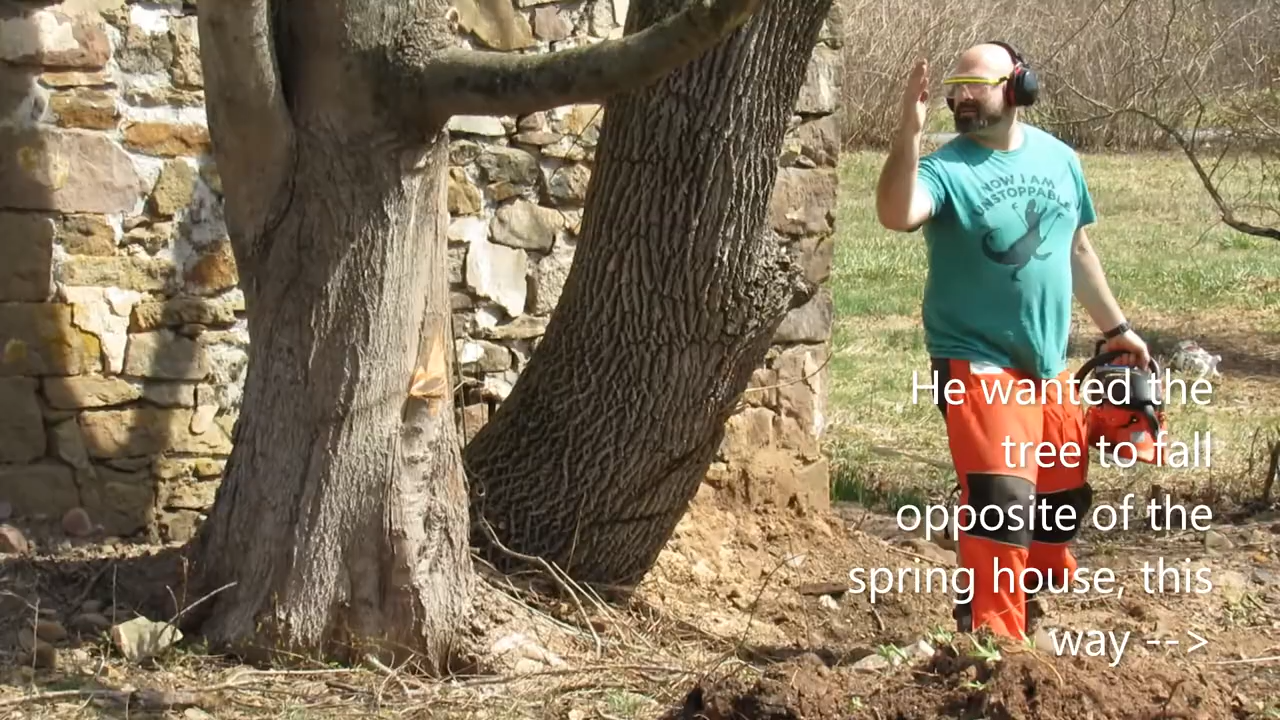 NOW I AM
UNSTOPPABLE
He wanted the
tree to fall
opposite of the
spring house, this
way -->